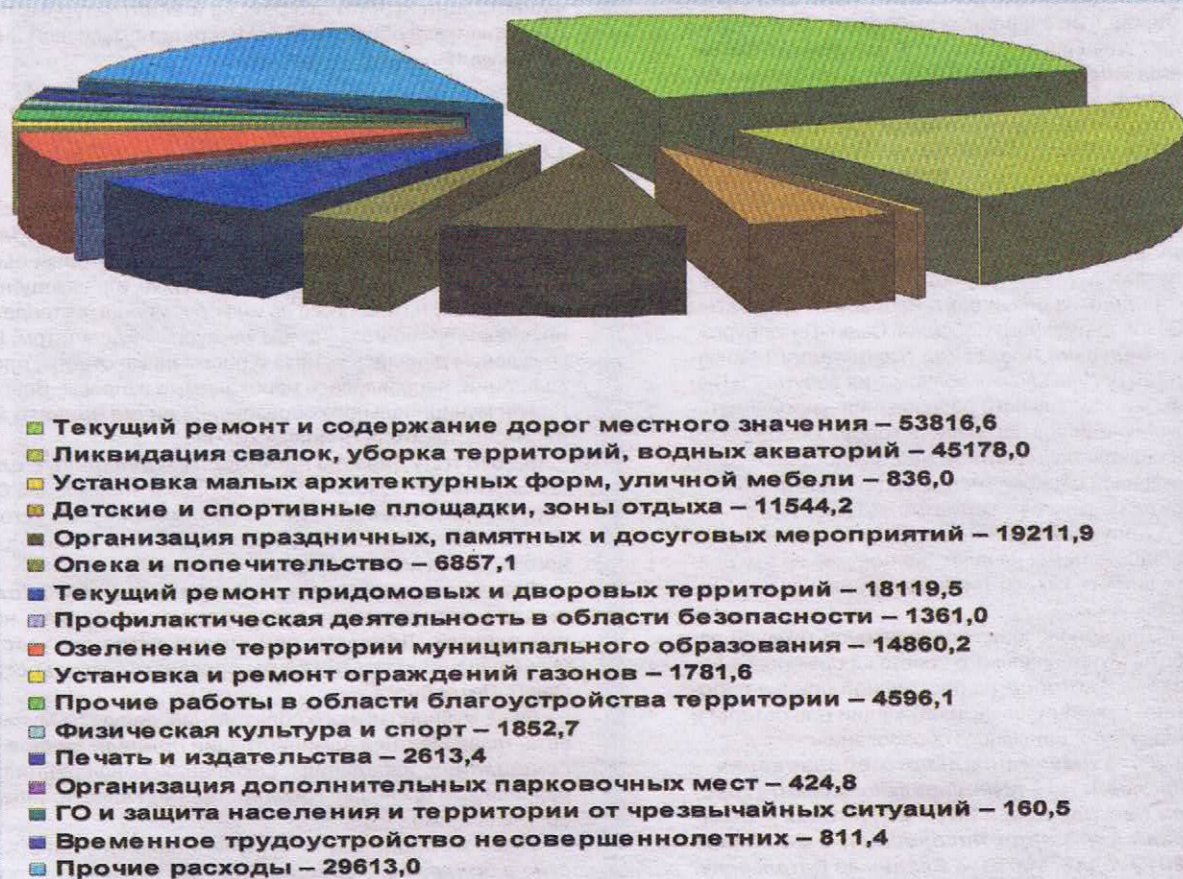 Текущий ремонт и содержание дорог местного значения – 53816,6
Ликвидация свалок, уборка территорий, водных акваторий – 45178,0
Установка малых архитектурных форм, уличной мебели – 836,0
Детские и спортивные площадки, зоны отдыха – 11544,2
Организация праздничных, памятных и досуговых мероприятий – 19211,9
Опека и попечительство – 6857,1
Текущий ремонт придомовых и дворовых территорий – 18119,5
Профилактическая деятельность в области безопасности – 1361,0
Озеленение территории муниципального образования – 14860,2
Установка и ремонт ограждений газонов – 1781,6
Прочие работы в области благоустройства территории – 4596,1
Физическая культура и спорт – 1852,7
Печать и издательства – 2613,4
Организация дополнительных парковочных мест – 424,8
ГО и защита населения и территории от чрезвычайных ситуаций – 160,5
Временное трудоустройство несовершеннолетних – 811,4
Прочие расходы – 29613,0